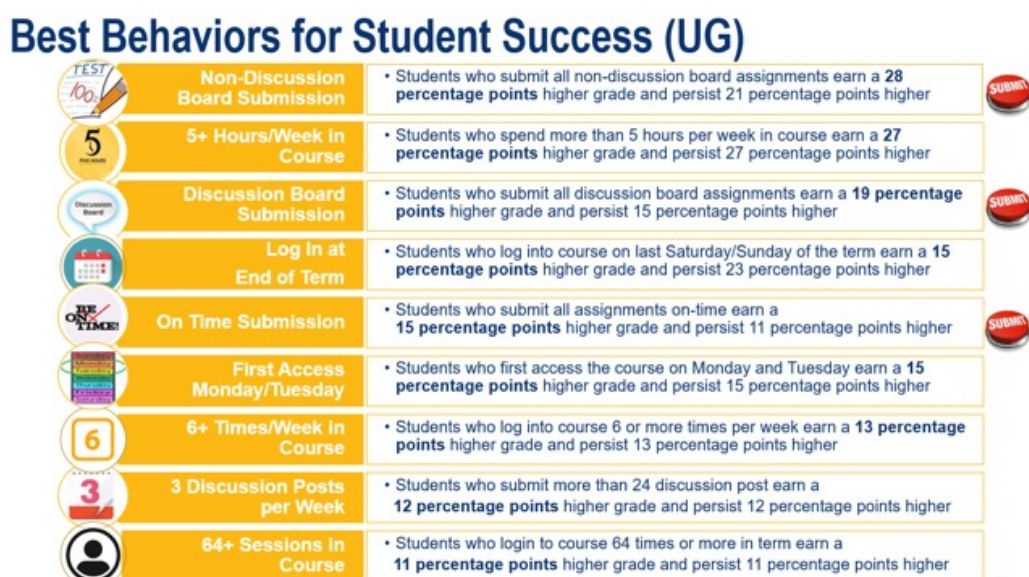 Best Behaviors for Student Success (UG)
TEST
100%
Non-Discussion
Board Submission
• Students who submit all non-discussion board assignments earn a 28
percentage points higher grade and persist 21 percentage points higher
SUBMIT
5
FIVE HOURS
5+ Hours/Week in
Course
• Students who spend more than 5 hours per week in course earn a 27
percentage points higher grade and persist 27 percentage points higher
Discussion
Board
Discussion Board
Submission
• Students who submit all discussion board assignments earn a 19 percentage
points higher grade and persist 15 percentage points higher
SUBMIT
Log In at
End of Term
• Students who log into course on last Saturday/Sunday of the term earn a 15
percentage points higher grade and persist 23 percentage points higher
BE
ON TIME!
On Time Submission
• Students who submit all assignments on-time earn a
15 percentage points higher grade and persist 11 percentage points higher
SUBMIT
Monday
Tuesday
Thursday
Saturday
First Access
Monday/Tuesday
• Students who first access the course on Monday and Tuesday earn a 15
percentage points higher grade and persist 15 percentage points higher
6
6+ Times/Week in
Course
• Students who log into course 6 or more times per week earn a 13 percentage
points higher grade and persist 13 percentage points higher
3
3 Discussion Posts
per Week
• Students who submit more than 24 discussion post earn a
12 percentage points higher grade and persist 12 percentage points higher
64+ Sessions in
Course
• Students who login to course 64 times or more in term earn a
11 percentage points higher grade and persist 11 percentage points higher